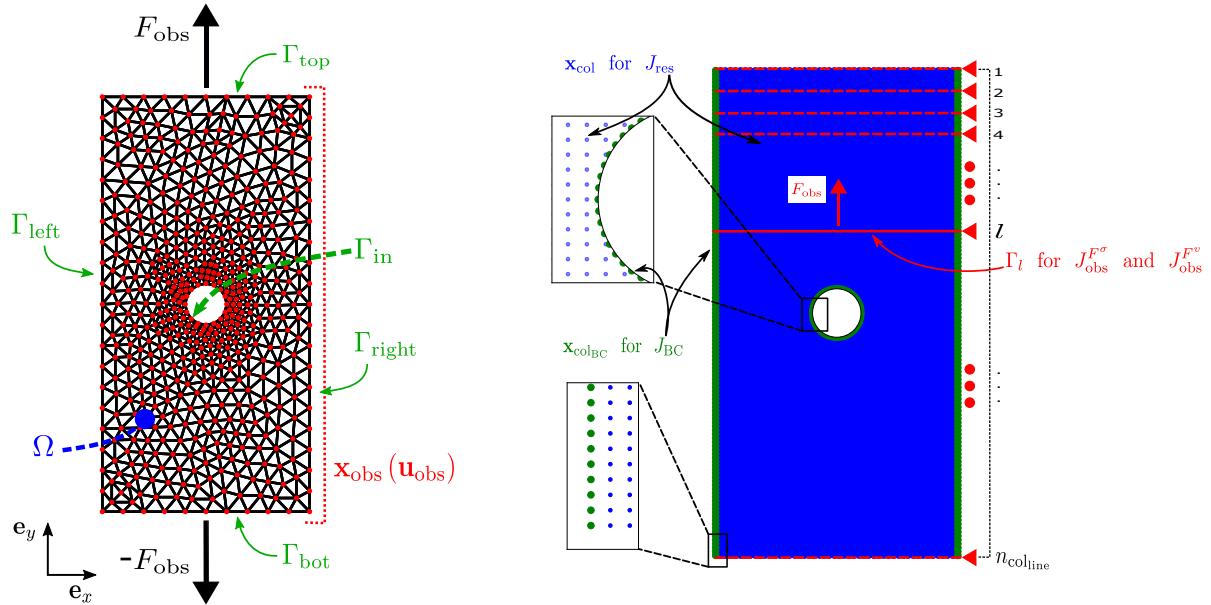 F_obs
Γ_top
Γ_left
Γ_in
Γ_right
Ω
x_obs (u_obs)
e_y
e_x
-F_obs
Γ_bot
x_col for J_res
1
2
3
4
F_obs
l
Γ_l for J_obs^{F^σ} and J_obs^{F^v}
x_col_BC for J_BC
n_col_line